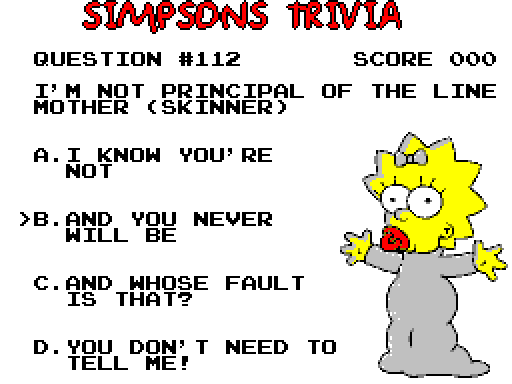 SIMPSONS TRIVIA
QUESTION #112 SCORE 000
I'M NOT PRINCIPAL OF THE LINE
MOTHER (SKINNER)
A. I KNOW YOU'RE
NOT
>B. AND YOU NEVER
WILL BE
C. AND WHOSE FAULT
IS THAT?
D. YOU DON'T NEED TO
TELL ME!